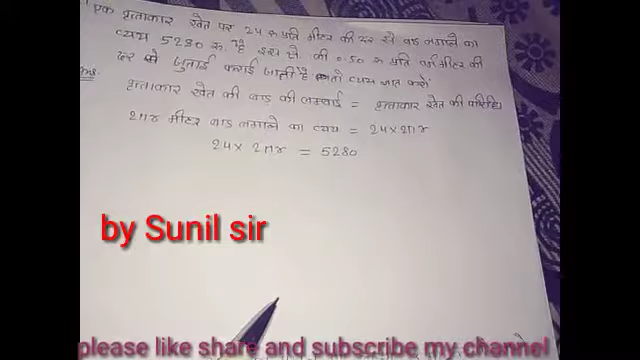 एक वृत्ताकार खेत पर 24 रू प्रति मीटर की दर से बाड लगाने का
व्यय 5280 रू. है इस खेत की 0.50 रू प्रति वर्ग मीटर की
दर से जुताई कराई जाती है तो व्यय ज्ञात करो
Ans.
वृत्ताकार खेत की बाड की लम्बाई = वृत्ताकार खेत की परिधि।
2πr मीटर बाड लगाने का व्यय = 24×2πr
24× 2πr = 5280
by Sunil sir
please like share and subscribe my channel